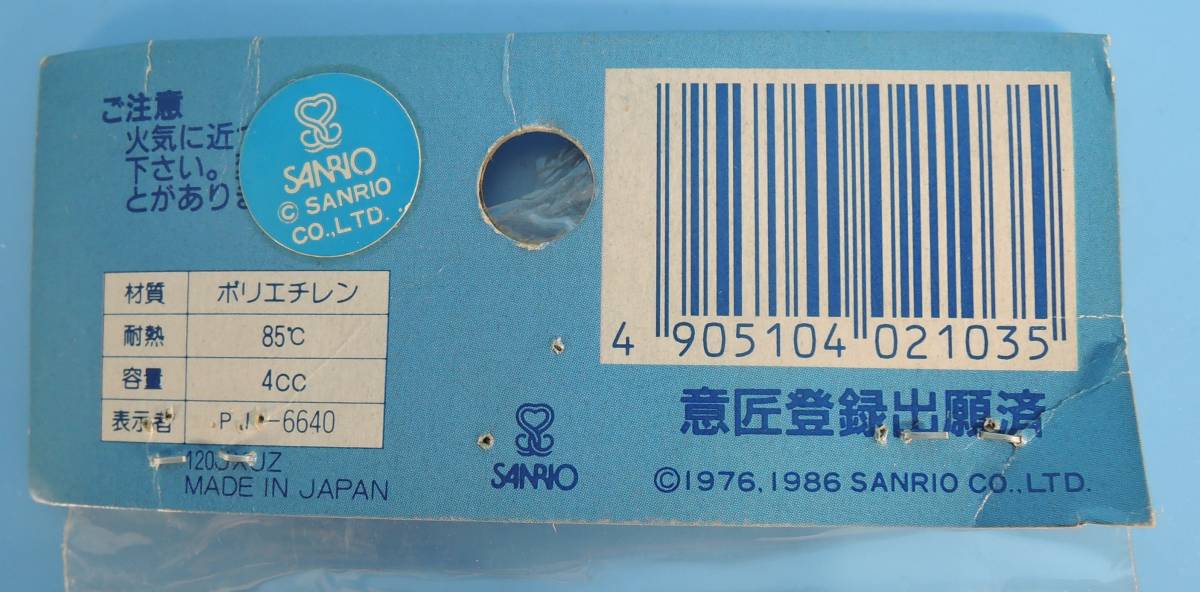 ご注意
火気に近
下さい。
とがあり
SANRIO
© SANRIO
CO.,LTD.
材質 ポリエチレン
耐熱 85℃
容量 4cc
表示者 -6640
MADE IN JAPAN
SANRIO
4 905104 021035
意匠登録出願済
©1976,1986 SANRIO CO.,LTD.